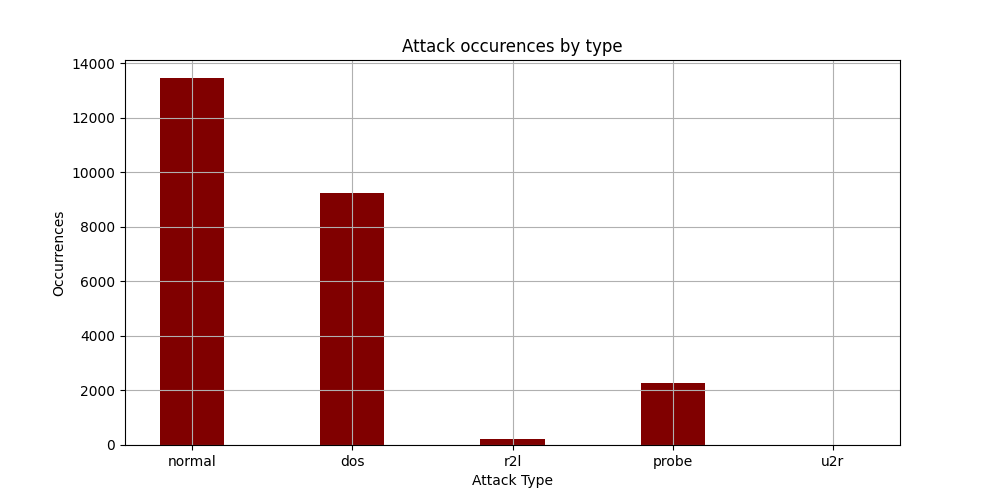 Attack occurences by type
14000
12000
10000
8000
6000
4000
2000
0
Occurrences
normal dos r2l probe u2r
Attack Type